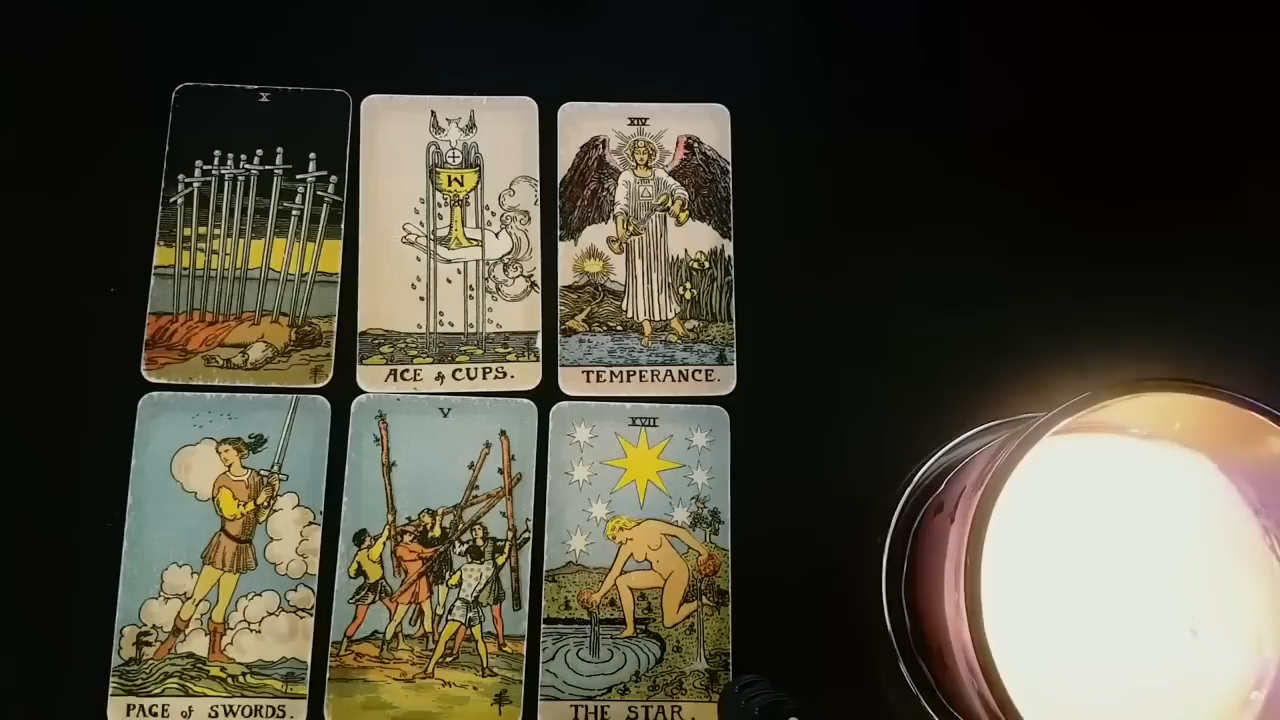 X
XIV
W
ACE of CUPS.
TEMPERANCE.
V
XVII
PAGE of SWORDS.
THE STAR.